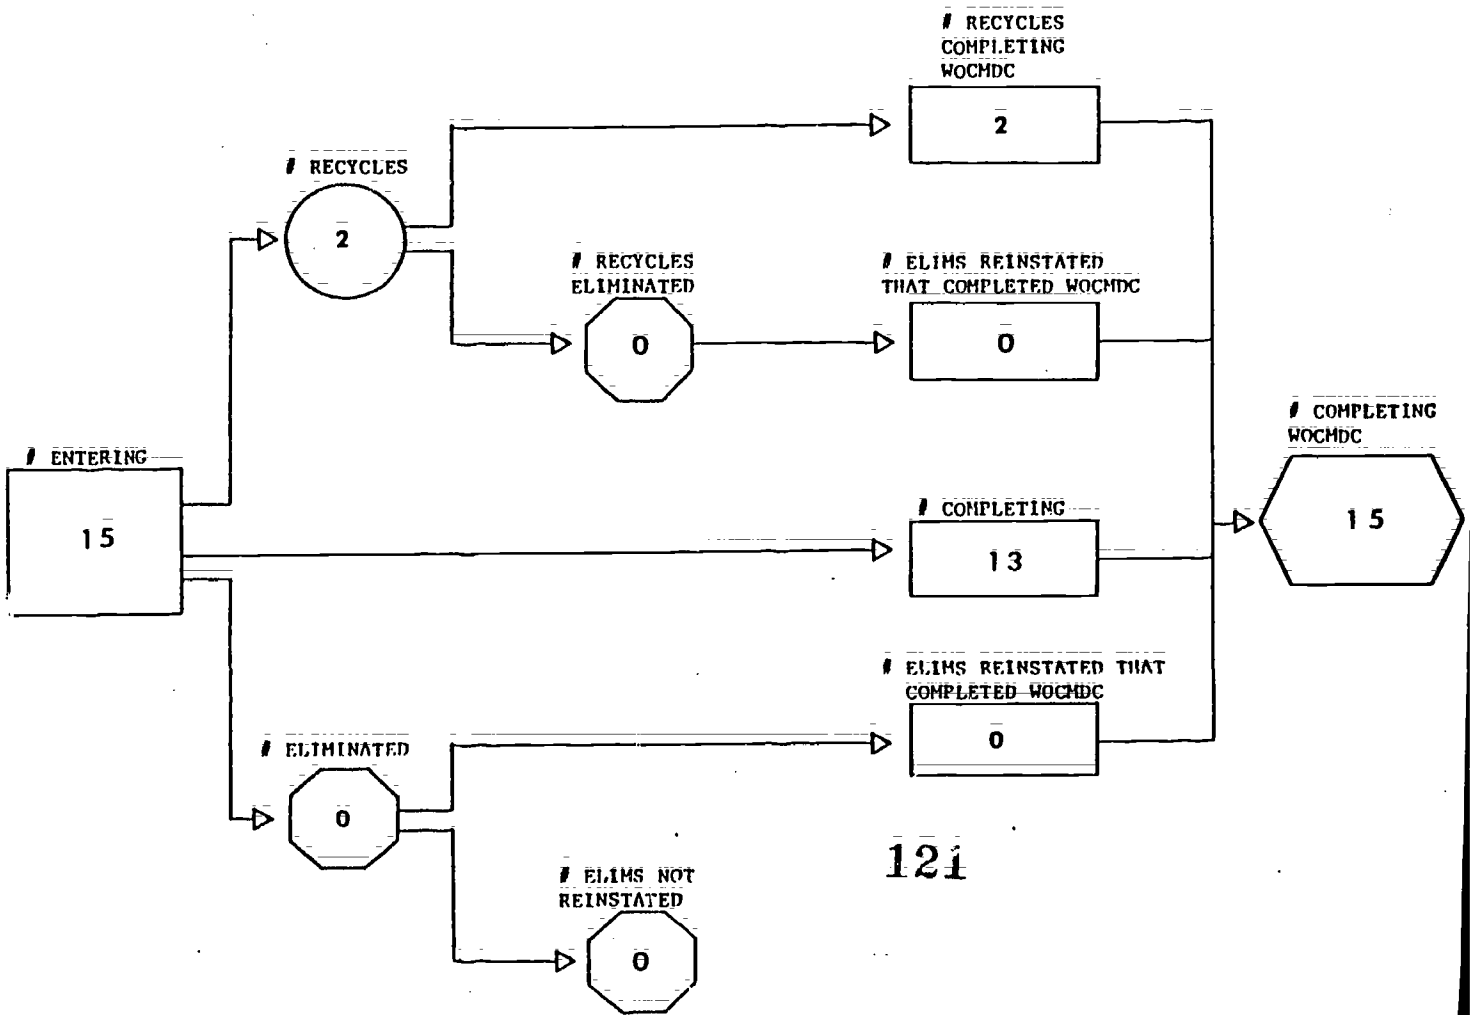 # RECYCLES
COMPLETING
WOCMDC
2
# RECYCLES
2
# RECYCLES
ELIMINATED
0
# ELIMS REINSTATED
THAT COMPLETED WOCMDC
0
# ENTERING
15
# COMPLETING
13
# COMPLETING
WOCMDC
15
# ELIMS REINSTATED THAT
COMPLETED WOCMDC
0
# ELIMINATED
0
# ELIMS NOT
REINSTATED
0
121